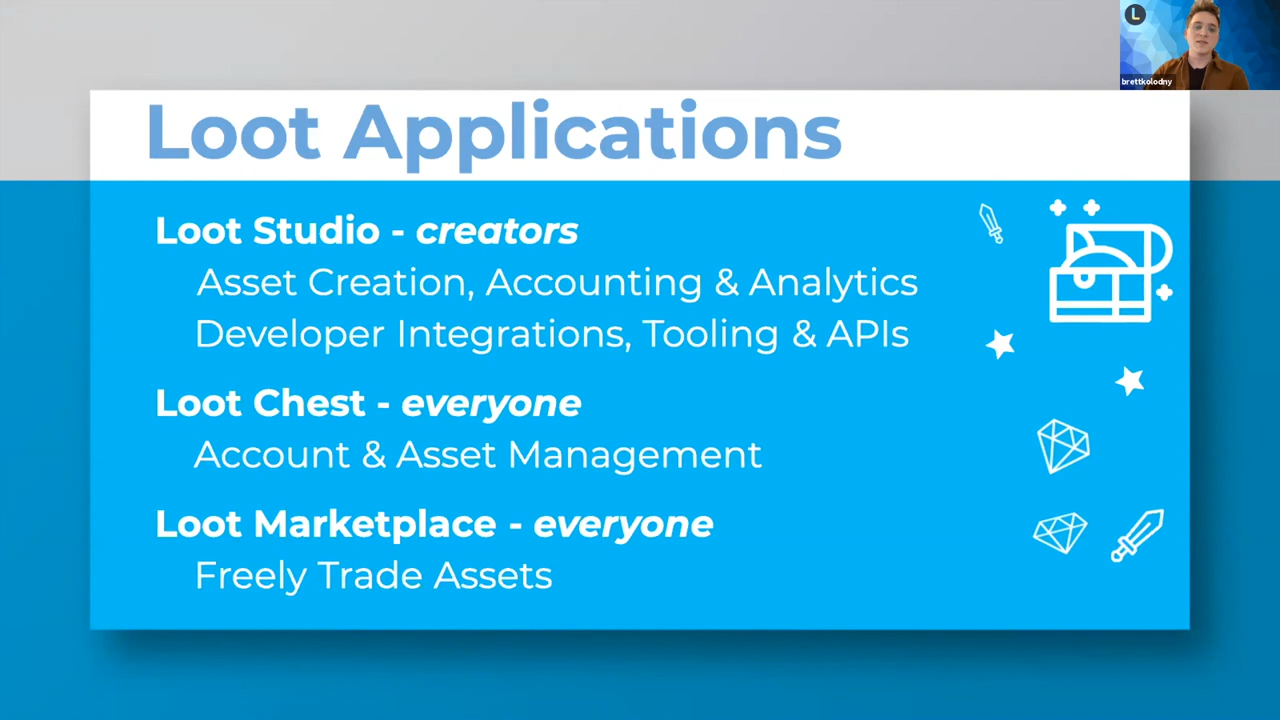 L
brettkolodny
Loot Applications
Loot Studio - creators
Asset Creation, Accounting & Analytics
Developer Integrations, Tooling & APIs
Loot Chest - everyone
Account & Asset Management
Loot Marketplace - everyone
Freely Trade Assets